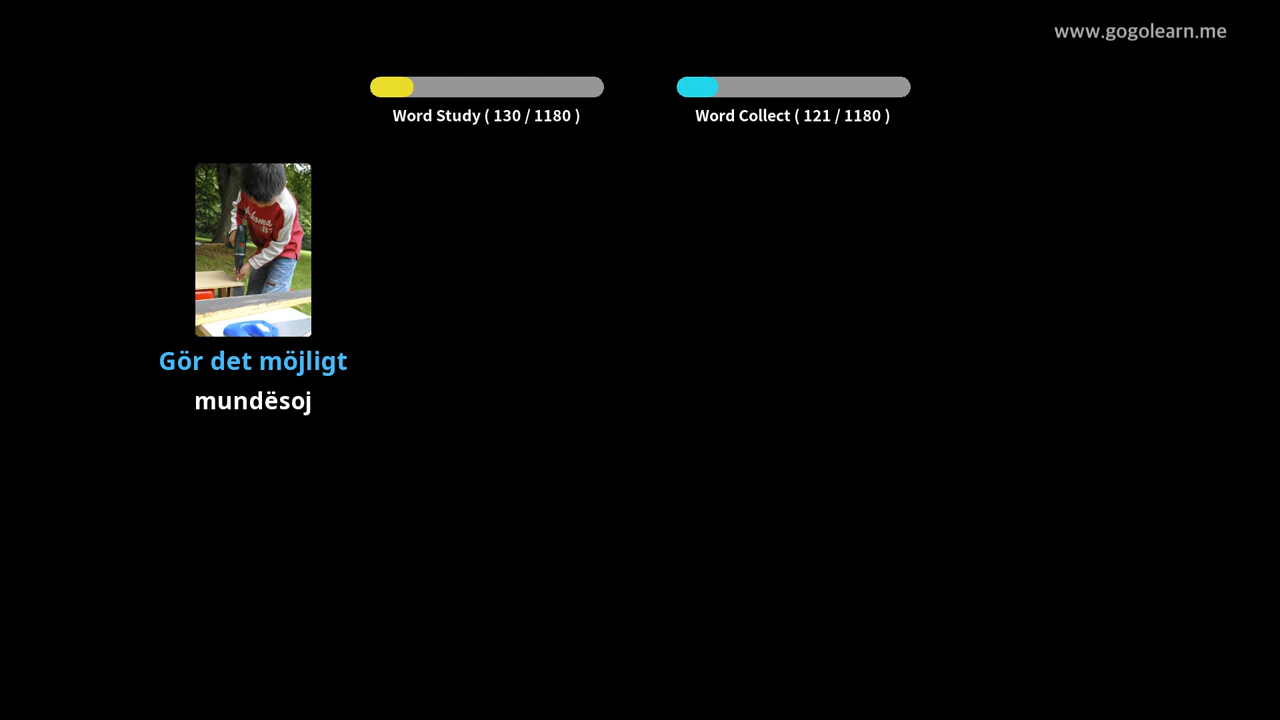 www.gogolearn.me
Word Study ( 130 / 1180 )
Word Collect ( 121 / 1180 )
Gör det möjligt
mundësoj